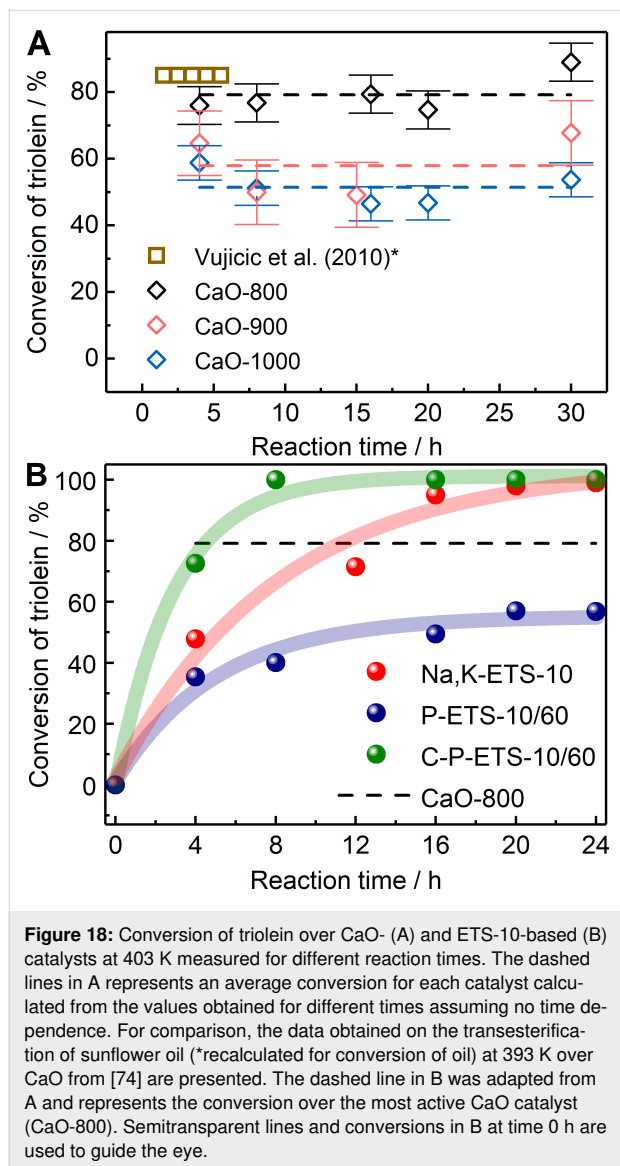 A
Conversion of triolein / %
80
60
40
20
0
Vujicic et al. (2010)*
CaO-800
CaO-900
CaO-1000
0 5 10 15 20 25 30
Reaction time / h
B
Conversion of triolein / %
100
80
60
40
20
0
Na,K-ETS-10
P-ETS-10/60
C-P-ETS-10/60
CaO-800
0 4 8 12 16 20 24
Reaction time / h
Figure 18: Conversion of triolein over CaO- (A) and ETS-10-based (B)
catalysts at 403 K measured for different reaction times. The dashed
lines in A represents an average conversion for each catalyst calcu-
lated from the values obtained for different times assuming no time de-
pendence. For comparison, the data obtained on the transesterifica-
tion of sunflower oil (*recalculated for conversion of oil) at 393 K over
CaO from [74] are presented. The dashed line in B was adapted from
A and represents the conversion over the most active CaO catalyst
(CaO-800). Semitransparent lines and conversions in B at time 0 h are
used to guide the eye.